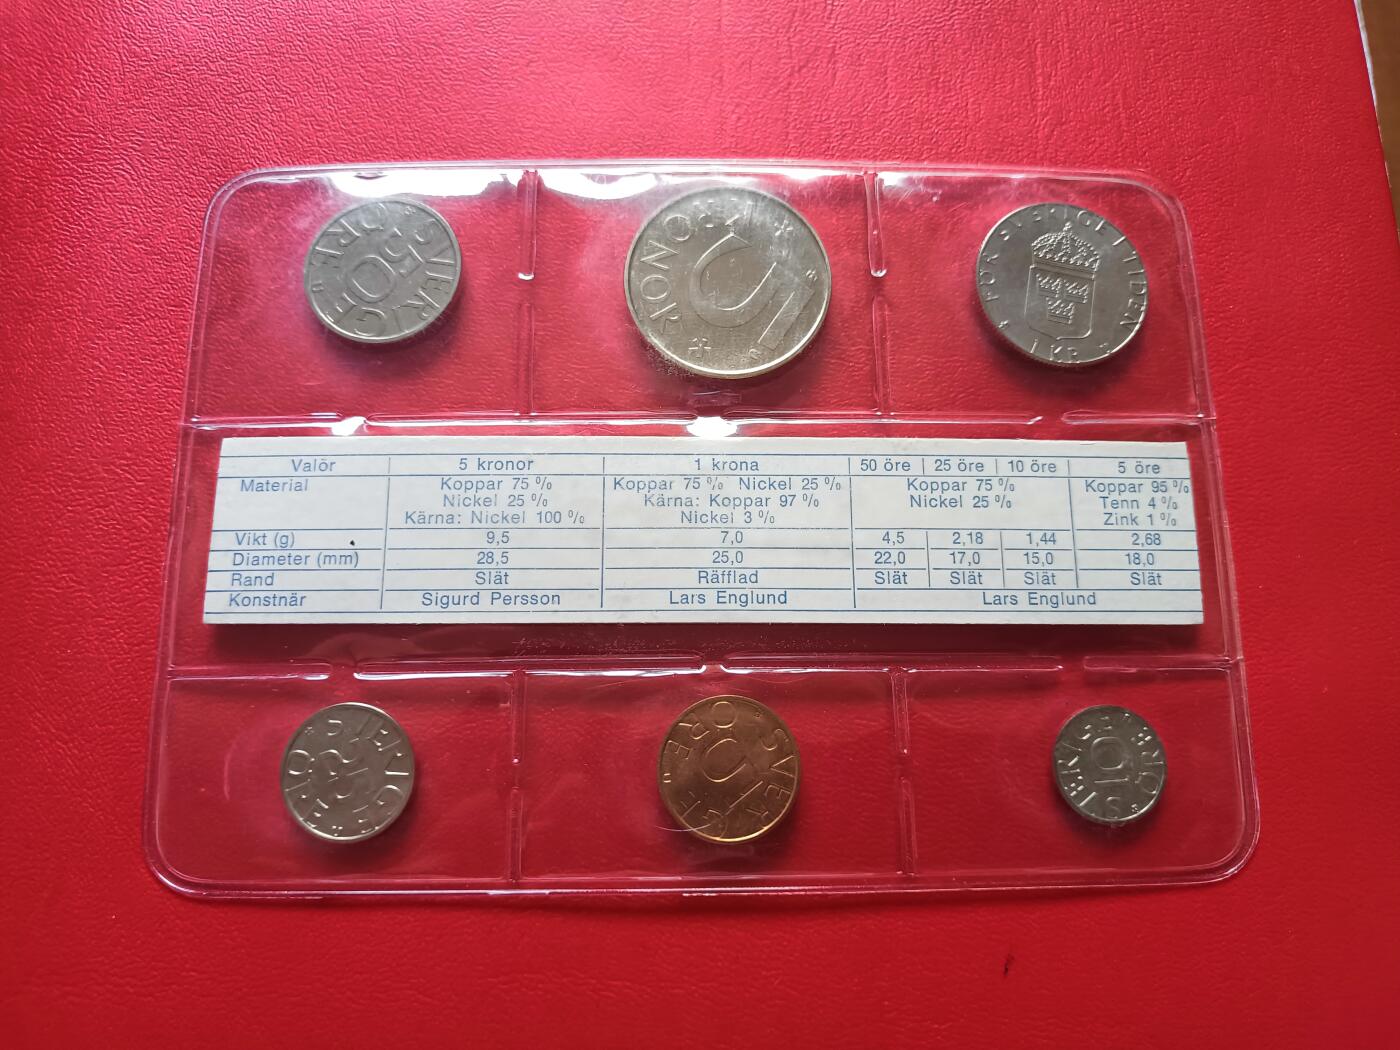 SVERIGE
50
ÖRE
U
5
KRONOR
FÖR SVERIGE I TIDEN
1 KR
Valör 5 kronor 1 krona 50 öre 25 öre 10 öre 5 öre
Material Koppar 75 % Koppar 75 % Nickel 25 % Koppar 75 % Koppar 95 %
Nickel 25 % Kärna: Koppar 97 % Nickel 25 % Tenn 4 %
Kärna: Nickel 100 % Nickel 3 % Zink 1 %
Vikt (g) 9,5 7,0 4,5 2,18 1,44 2,68
Diameter (mm) 28,5 25,0 22,0 17,0 15,0 18,0
Rand Slät Räfflad Slät Slät Slät Slät
Konstnär Sigurd Persson Lars Englund Lars Englund
SVERIGE
25
ÖRE
U
SVERIGE
5
ÖRE
U
SVERIGE
10
ÖRE